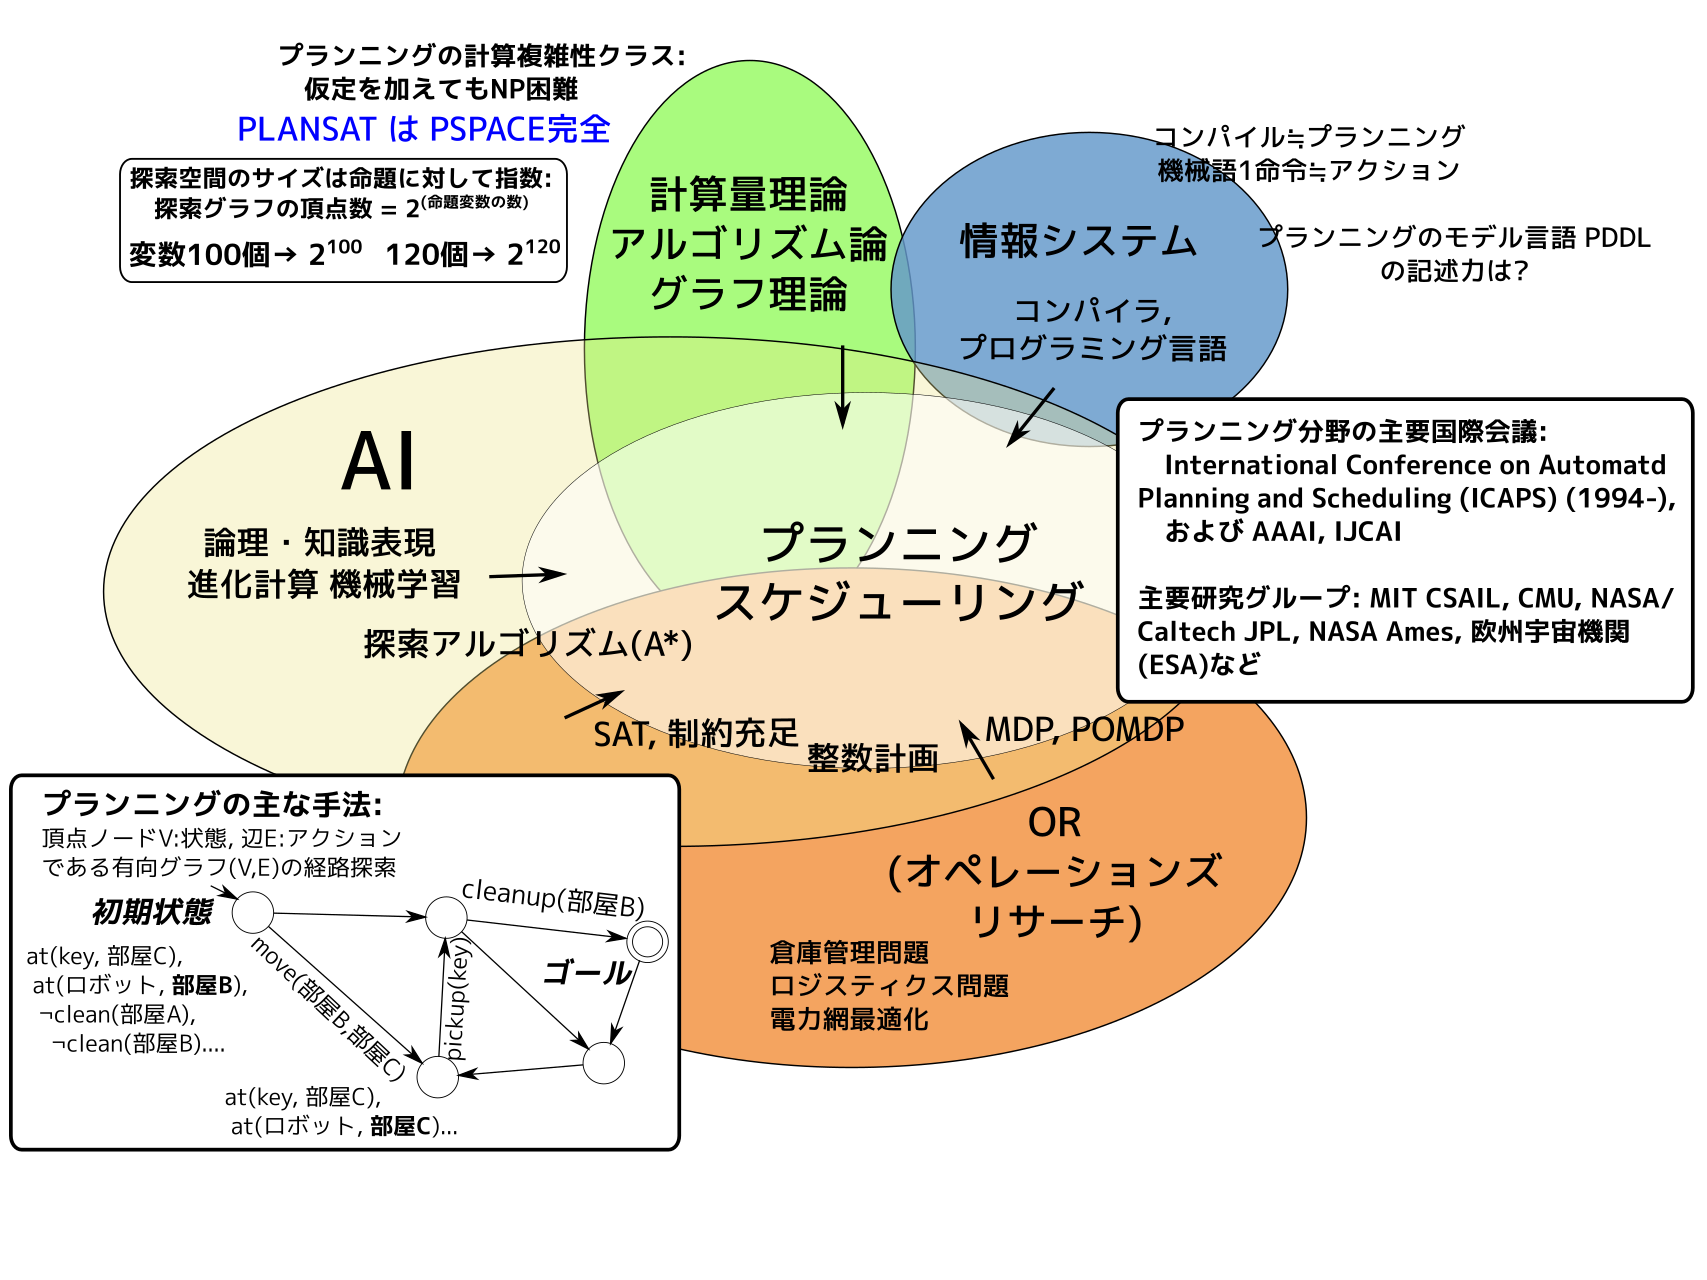 プランニングの計算複雑性クラス:
仮定を加えてもNP困難
PLANSAT は PSPACE完全
探索空間のサイズは命題に対して指数:
探索グラフの頂点数 = 2(命題変数の数)
変数100個→ 2100 120個→ 2120
計算量理論
アルゴリズム論
グラフ理論
コンパイル≒プランニング
機械語1命令≒アクション
情報システム
プランニングのモデル言語 PDDL
の記述力は?
コンパイラ,
プログラミング言語
AI
論理・知識表現
進化計算 機械学習
探索アルゴリズム(A*)
プランニング
スケジューリング
プランニング分野の主要国際会議:
International Conference on Automatd
Planning and Scheduling (ICAPS) (1994-),
および AAAI, IJCAI
主要研究グループ: MIT CSAIL, CMU, NASA/
Caltech JPL, NASA Ames, 欧州宇宙機関
(ESA)など
SAT, 制約充足
整数計画
MDP, POMDP
OR
(オペレーションズ
リサーチ)
倉庫管理問題
ロジスティクス問題
電力網最適化
プランニングの主な手法:
頂点ノードV:状態, 辺E:アクション
である有向グラフ(V,E)の経路探索
初期状態
cleanup(部屋B)
ゴール
move(部屋B,部屋C)
pickup(key)
at(key, 部屋C),
at(ロボット, 部屋B),
¬clean(部屋A),
¬clean(部屋B)....
at(key, 部屋C),
at(ロボット, 部屋C)...